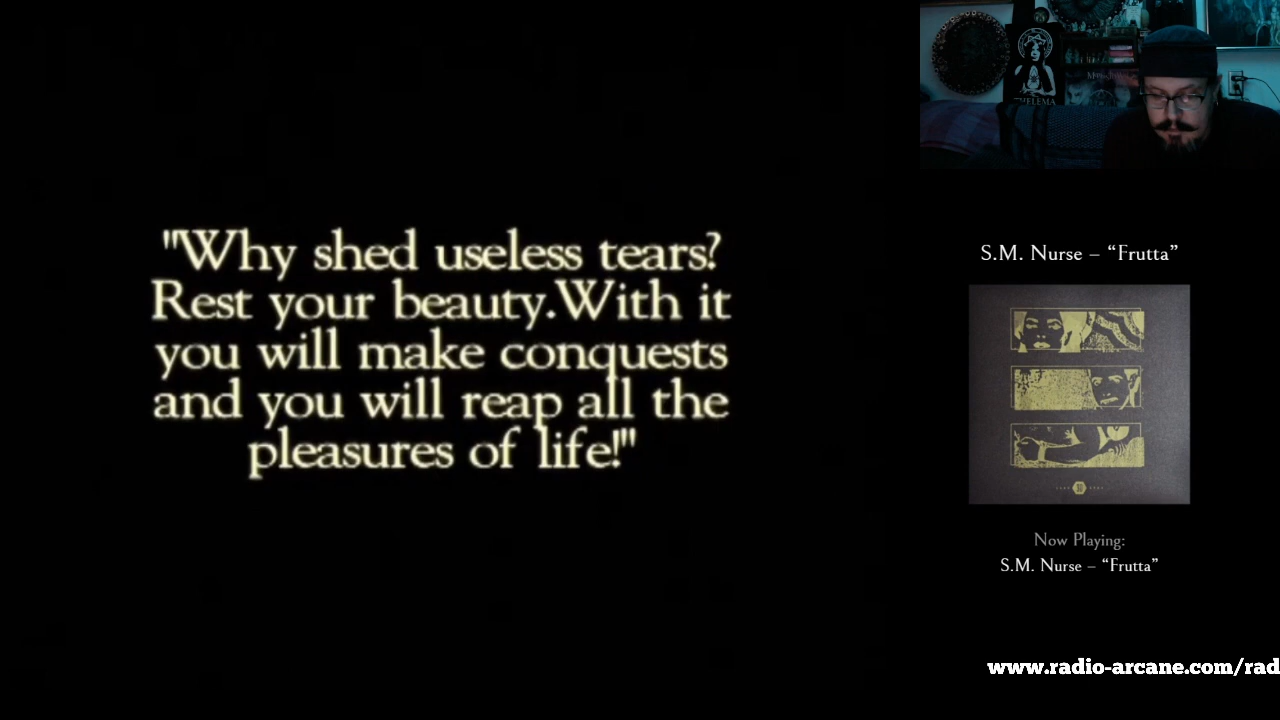 "Why shed useless tears?
Rest your beauty.With it
you will make conquests
and you will reap all the
pleasures of life!"
THELEMA
S.M. Nurse – “Frutta”
Now Playing:
S.M. Nurse – “Frutta”
www.radio-arcane.com/rad